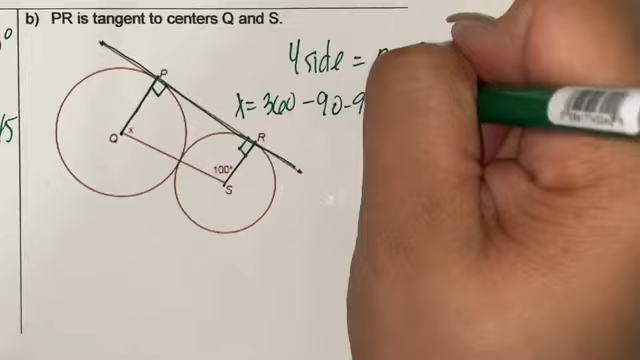 b) PR is tangent to centers Q and S.
4 side =
x = 360 - 90 - 9
P
R
Q x
100°
S